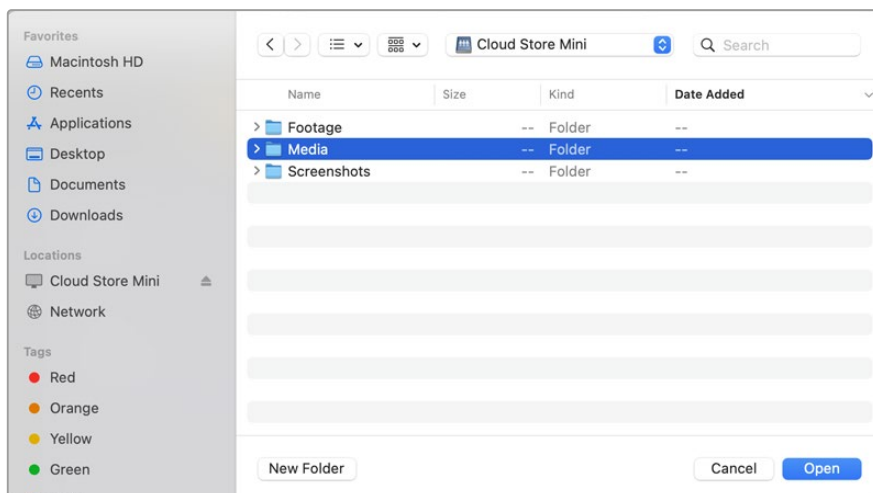 Favorites
Macintosh HD
Recents
Applications
Desktop
Documents
Downloads
Locations
Cloud Store Mini
Network
Tags
Red
Orange
Yellow
Green
Cloud Store Mini
Search
Name Size Kind Date Added
Footage -- Folder --
Media -- Folder --
Screenshots -- Folder --
New Folder Cancel Open